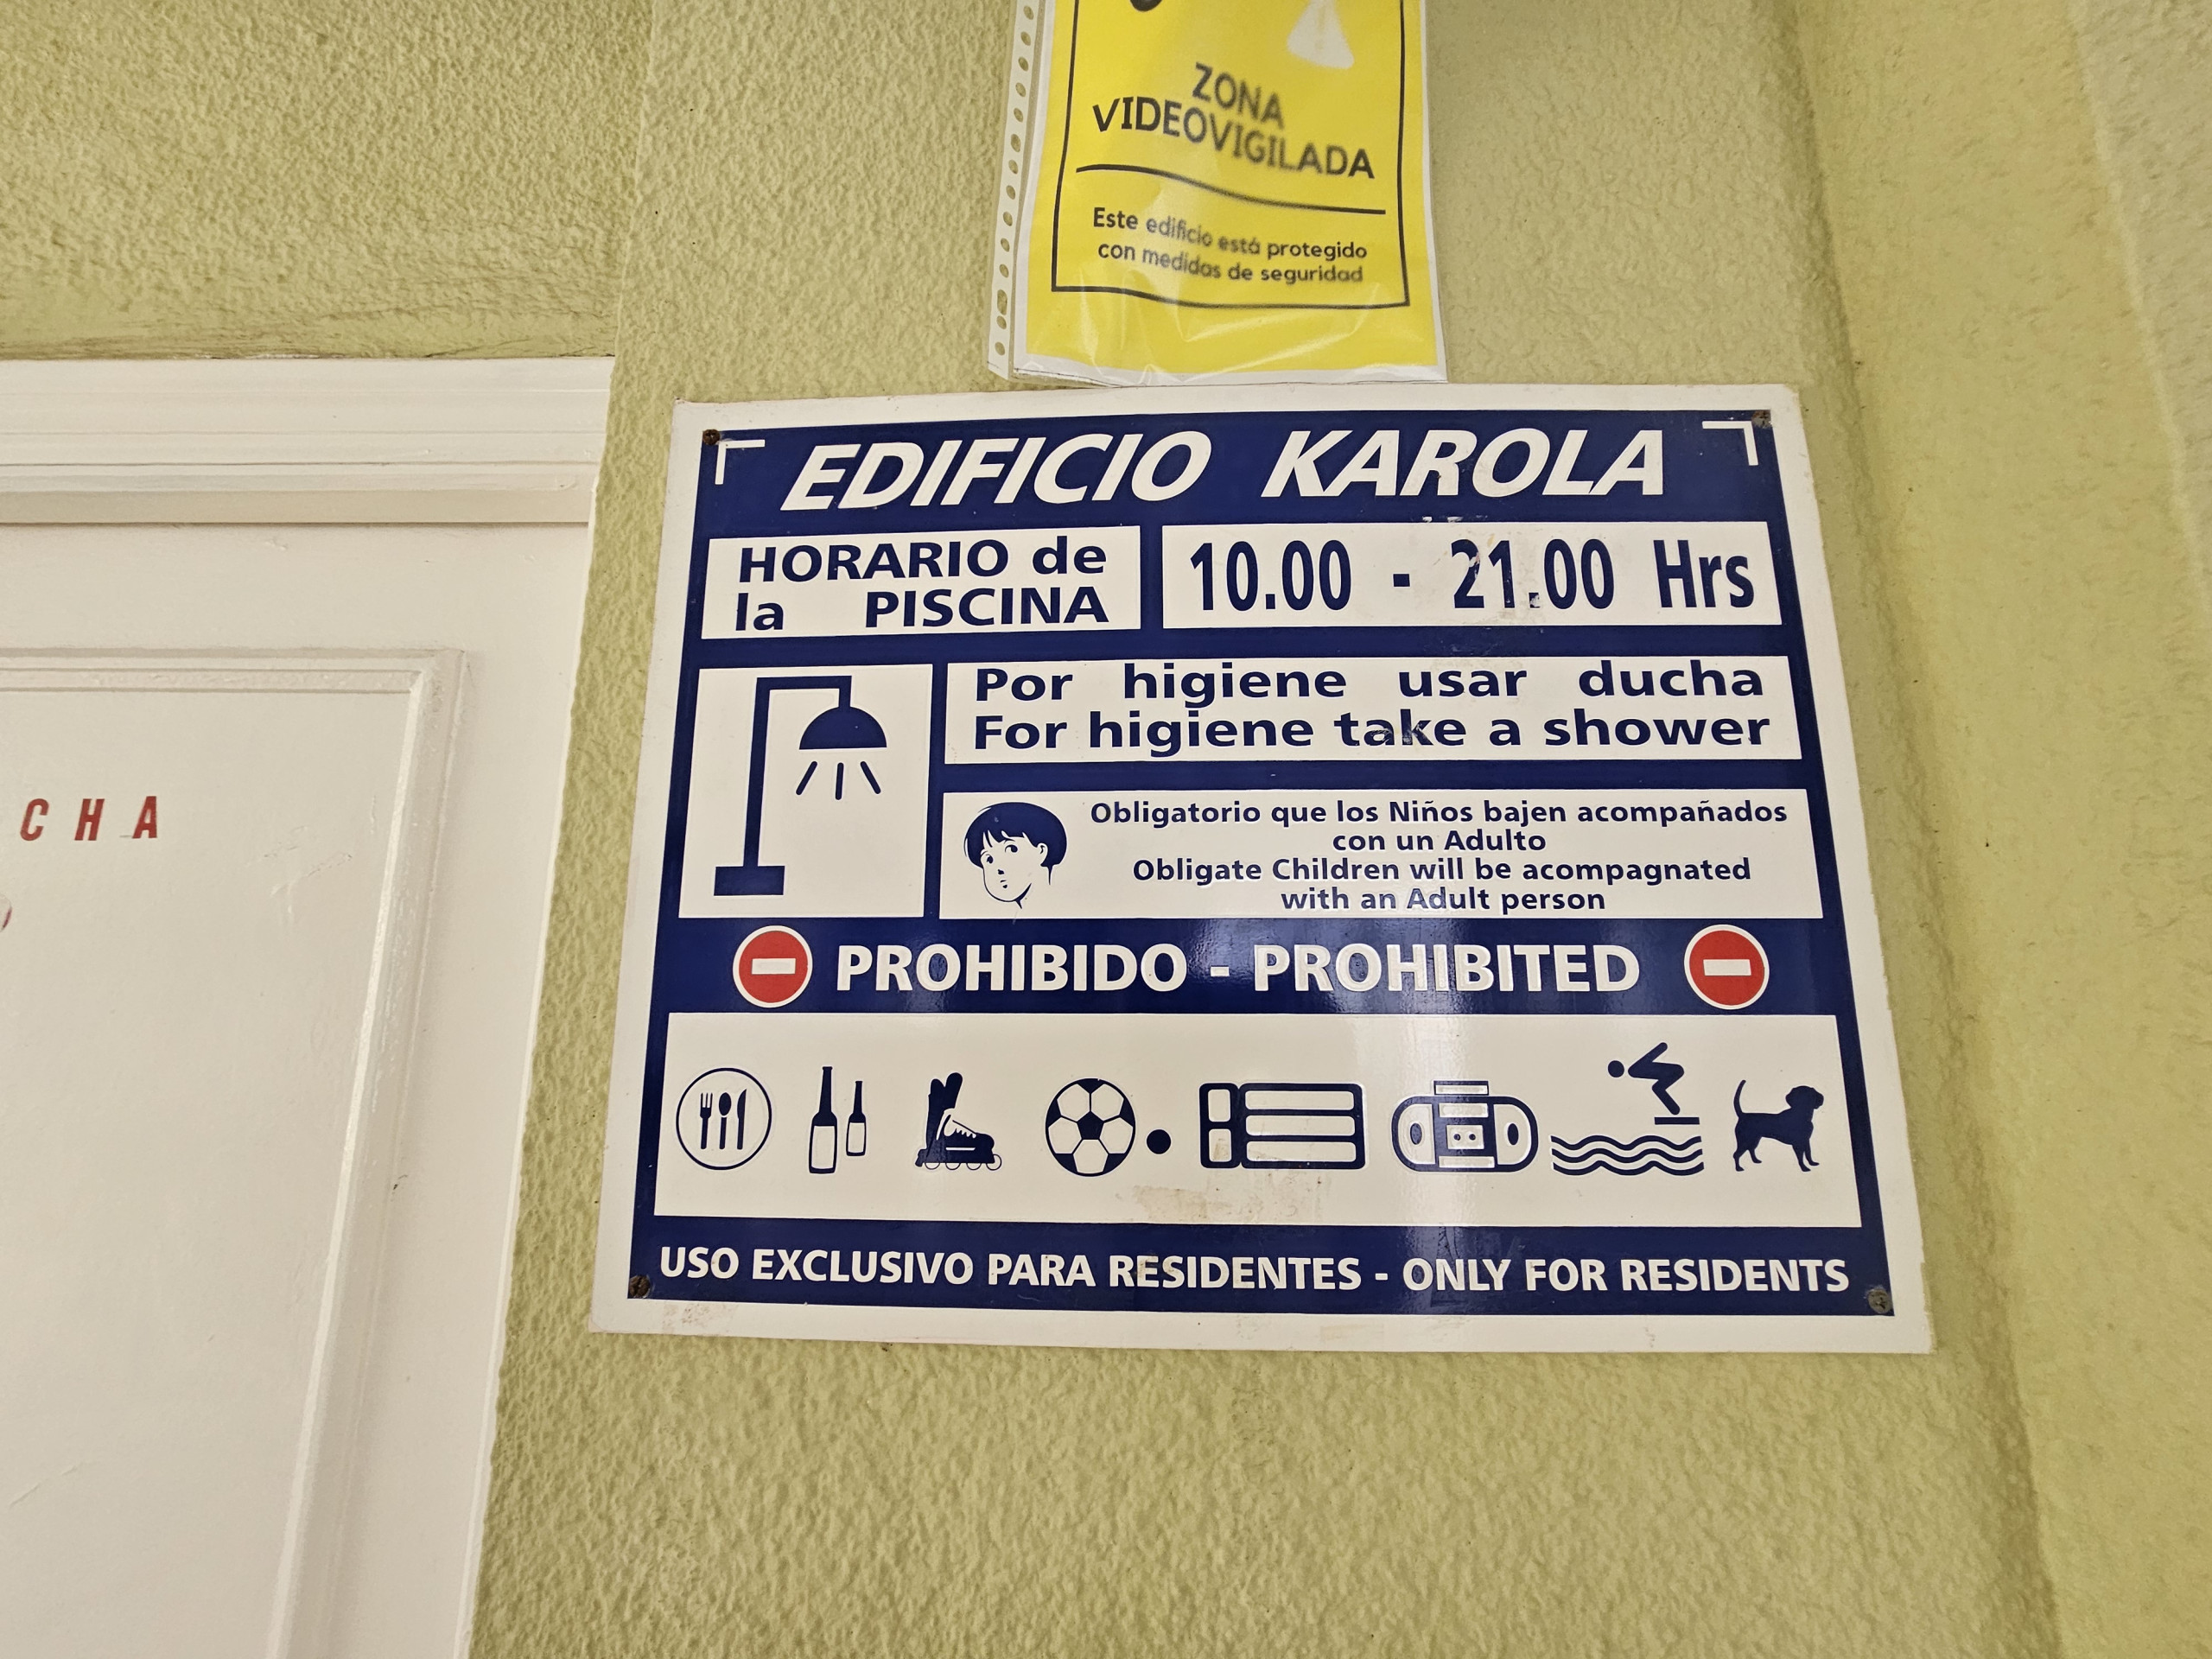 ZONA
VIDEOVIGILADA
Este edificio está protegido
con medidas de seguridad
EDIFICIO KAROLA
HORARIO de
la PISCINA
10.00 - 21.00 Hrs
Por higiene usar ducha
For higiene take a shower
Obligatorio que los Niños bajen acompañados
con un Adulto
Obligate Children will be acompagnated
with an Adult person
PROHIBIDO - PROHIBITED
USO EXCLUSIVO PARA RESIDENTES - ONLY FOR RESIDENTS
CHA